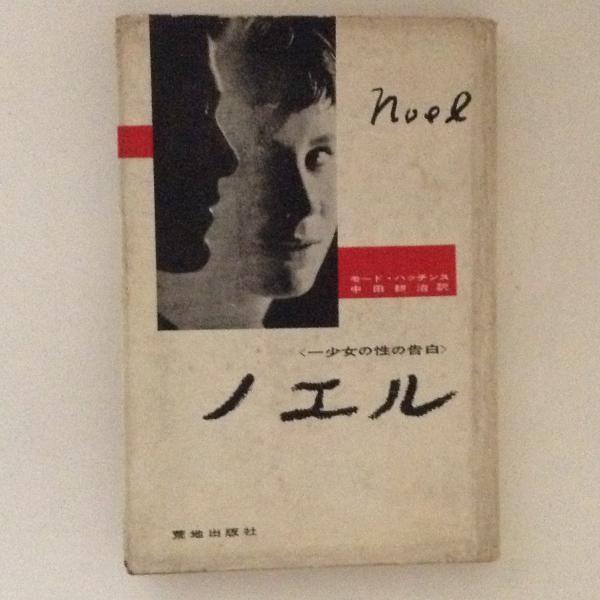 noel
モード・ハッチンス
中田耕治訳
〈一少女の性の告白〉
ノエル
荒地出版社